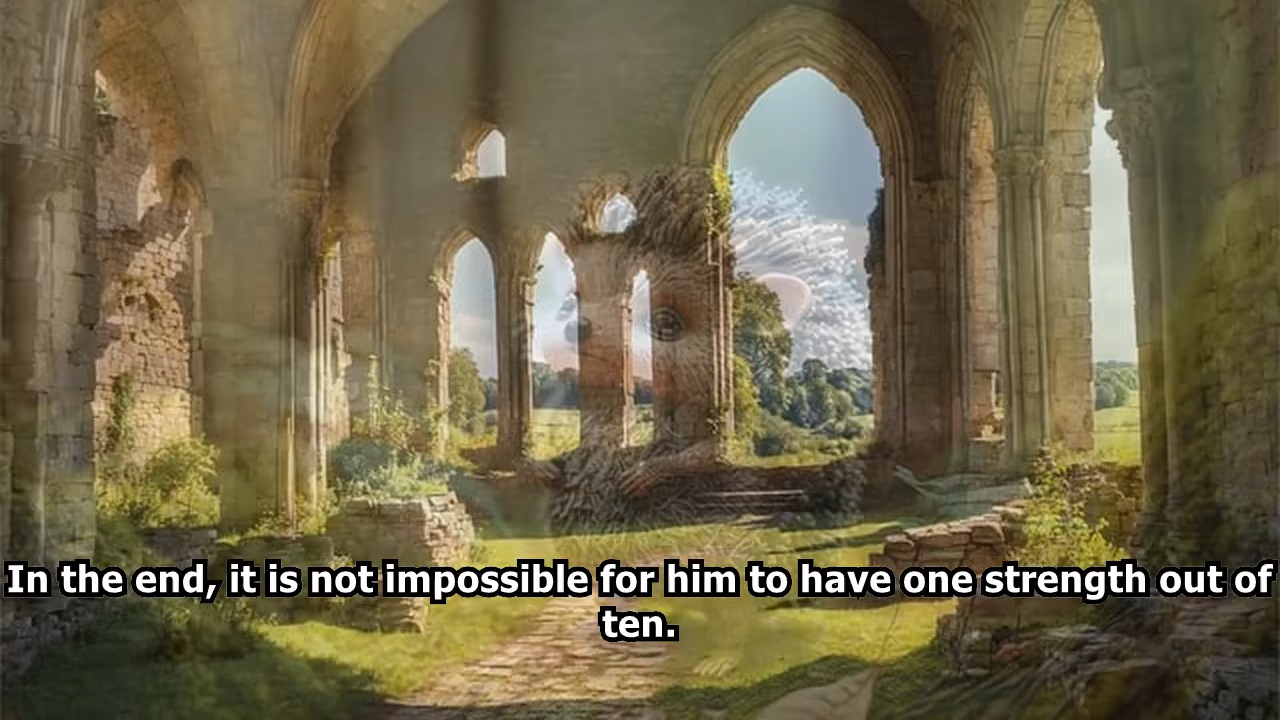 In the end, it is not impossible for him to have one strength out of
ten.